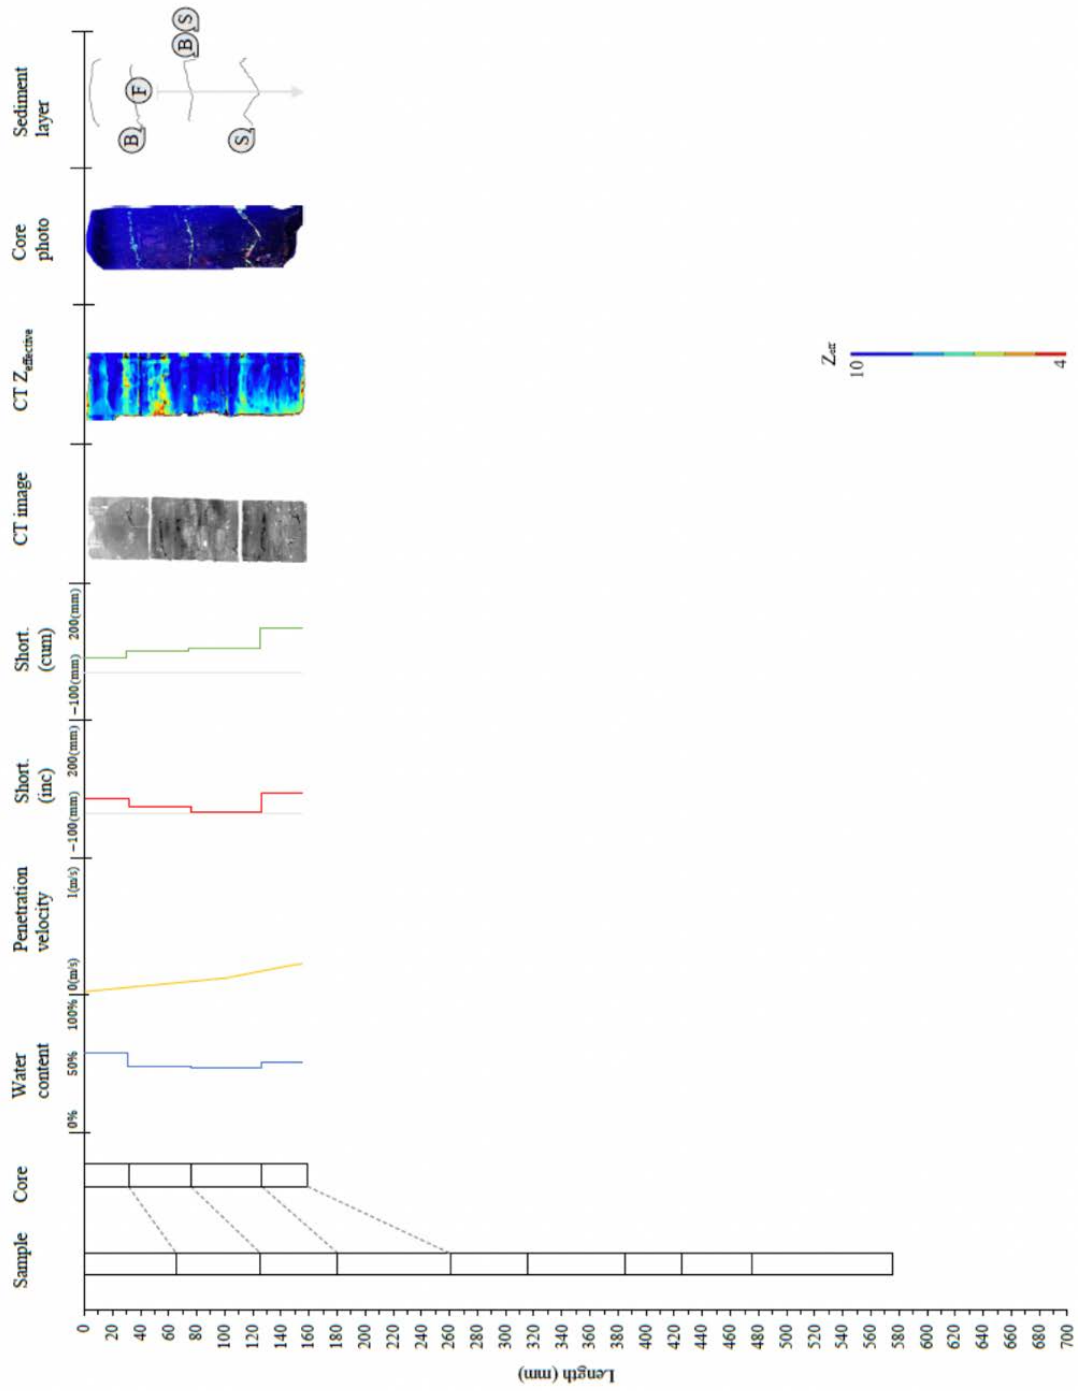 Sample
Core
Water
content
Penetration
velocity
Short.
(inc)
Short.
(cum)
CT image
CT Zeffective
Core
photo
Sediment
layer
0%
50%
100%
0(m/s)
1(m/s)
−100(mm)
200(mm)
−100(mm)
200(mm)
0
20
40
60
80
100
120
140
160
180
200
220
240
260
280
300
320
340
360
380
400
420
440
460
480
500
520
540
560
580
600
620
640
660
680
700
Length (mm)
B
F
B
S
S
Zeff
10
4